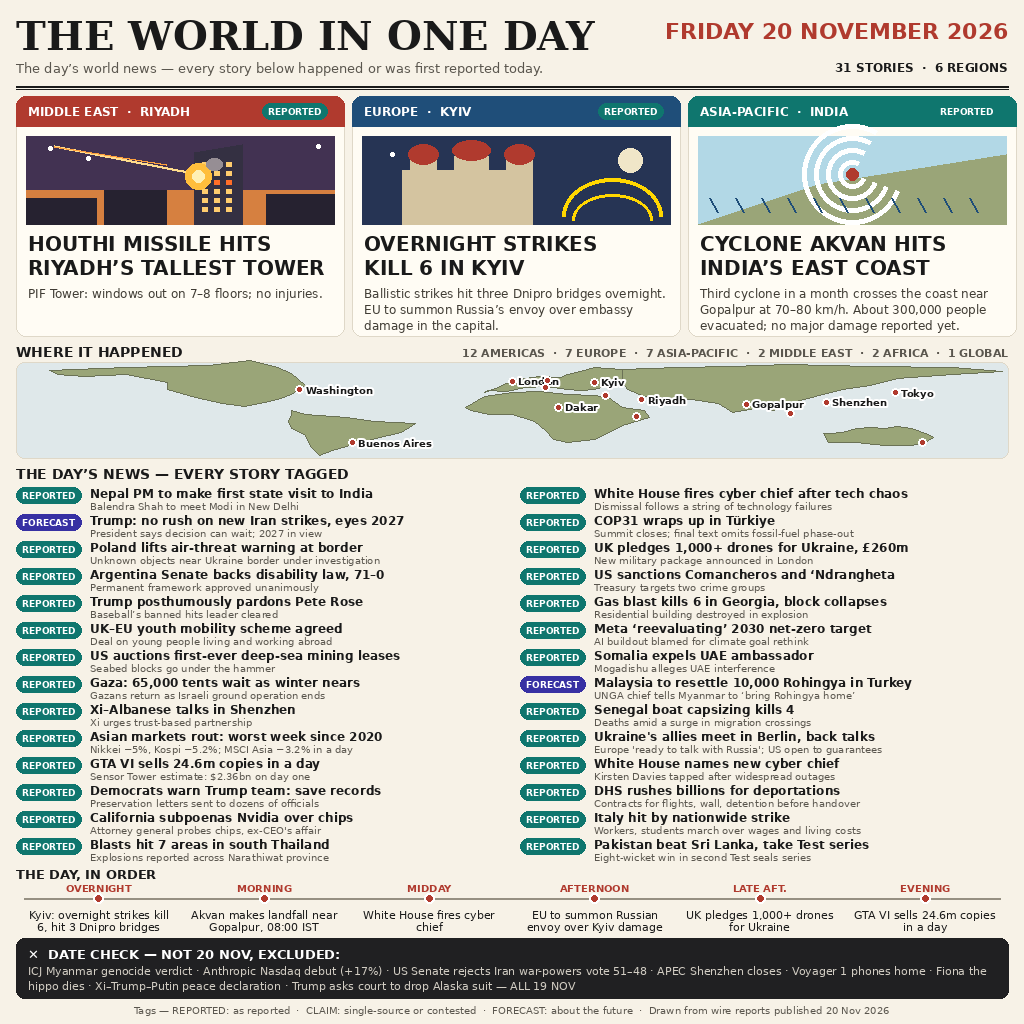 THE WORLD IN ONE DAY
FRIDAY 20 NOVEMBER 2026
The day’s world news — every story below happened or was first reported today.
31 STORIES · 6 REGIONS
MIDDLE EAST · RIYADH
REPORTED
HOUTHI MISSILE HITS
RIYADH’S TALLEST TOWER
PIF Tower: windows out on 7–8 floors; no injuries.
EUROPE · KYIV
REPORTED
OVERNIGHT STRIKES
KILL 6 IN KYIV
Ballistic strikes hit three Dnipro bridges overnight.
EU to summon Russia’s envoy over embassy
damage in the capital.
ASIA-PACIFIC · INDIA
REPORTED
CYCLONE AKVAN HITS
INDIA’S EAST COAST
Third cyclone in a month crosses the coast near
Gopalpur at 70–80 km/h. About 300,000 people
evacuated; no major damage reported yet.
WHERE IT HAPPENED
12 AMERICAS · 7 EUROPE · 7 ASIA-PACIFIC · 2 MIDDLE EAST · 2 AFRICA · 1 GLOBAL
Washington
London
Kyiv
Dakar
Riyadh
Gopalpur
Shenzhen
Tokyo
Buenos Aires
THE DAY’S NEWS — EVERY STORY TAGGED
REPORTED Nepal PM to make first state visit to India
Balendra Shah to meet Modi in New Delhi
FORECAST Trump: no rush on new Iran strikes, eyes 2027
President says decision can wait; 2027 in view
REPORTED Poland lifts air-threat warning at border
Unknown objects near Ukraine border under investigation
REPORTED Argentina Senate backs disability law, 71–0
Permanent framework approved unanimously
REPORTED Trump posthumously pardons Pete Rose
Baseball’s banned hits leader cleared
REPORTED UK–EU youth mobility scheme agreed
Deal on young people living and working abroad
REPORTED US auctions first-ever deep-sea mining leases
Seabed blocks go under the hammer
REPORTED Gaza: 65,000 tents wait as winter nears
Gazans return as Israeli ground operation ends
REPORTED Xi–Albanese talks in Shenzhen
Xi urges trust-based partnership
REPORTED Asian markets rout: worst week since 2020
Nikkei −5%, Kospi −5.2%; MSCI Asia −3.2% in a day
REPORTED GTA VI sells 24.6m copies in a day
Sensor Tower estimate: $2.36bn on day one
REPORTED Democrats warn Trump team: save records
Preservation letters sent to dozens of officials
REPORTED California subpoenas Nvidia over chips
Attorney general probes chips, ex-CEO's affair
REPORTED Blasts hit 7 areas in south Thailand
Explosions reported across Narathiwat province
REPORTED White House fires cyber chief after tech chaos
Dismissal follows a string of technology failures
REPORTED COP31 wraps up in Türkiye
Summit closes; final text omits fossil-fuel phase-out
REPORTED UK pledges 1,000+ drones for Ukraine, £260m
New military package announced in London
REPORTED US sanctions Comancheros and ‘Ndrangheta
Treasury targets two crime groups
REPORTED Gas blast kills 6 in Georgia, block collapses
Residential building destroyed in explosion
REPORTED Meta ‘reevaluating’ 2030 net-zero target
AI buildout blamed for climate goal rethink
REPORTED Somalia expels UAE ambassador
Mogadishu alleges UAE interference
FORECAST Malaysia to resettle 10,000 Rohingya in Turkey
UNGA chief tells Myanmar to ‘bring Rohingya home’
REPORTED Senegal boat capsizing kills 4
Deaths amid a surge in migration crossings
REPORTED Ukraine's allies meet in Berlin, back talks
Europe 'ready to talk with Russia'; US open to guarantees
REPORTED White House names new cyber chief
Kirsten Davies tapped after widespread outages
REPORTED DHS rushes billions for deportations
Contracts for flights, wall, detention before handover
REPORTED Italy hit by nationwide strike
Workers, students march over wages and living costs
REPORTED Pakistan beat Sri Lanka, take Test series
Eight-wicket win in second Test seals series
THE DAY, IN ORDER
OVERNIGHT
Kyiv: overnight strikes kill
6, hit 3 Dnipro bridges
MORNING
Akvan makes landfall near
Gopalpur, 08:00 IST
MIDDAY
White House fires cyber
chief
AFTERNOON
EU to summon Russian
envoy over Kyiv damage
LATE AFT.
UK pledges 1,000+ drones
for Ukraine
EVENING
GTA VI sells 24.6m copies
in a day
✕ DATE CHECK — NOT 20 NOV, EXCLUDED:
ICJ Myanmar genocide verdict · Anthropic Nasdaq debut (+17%) · US Senate rejects Iran war-powers vote 51–48 · APEC Shenzhen closes · Voyager 1 phones home · Fiona the
hippo dies · Xi–Trump–Putin peace declaration · Trump asks court to drop Alaska suit — ALL 19 NOV
Tags — REPORTED: as reported · CLAIM: single-source or contested · FORECAST: about the future · Drawn from wire reports published 20 Nov 2026